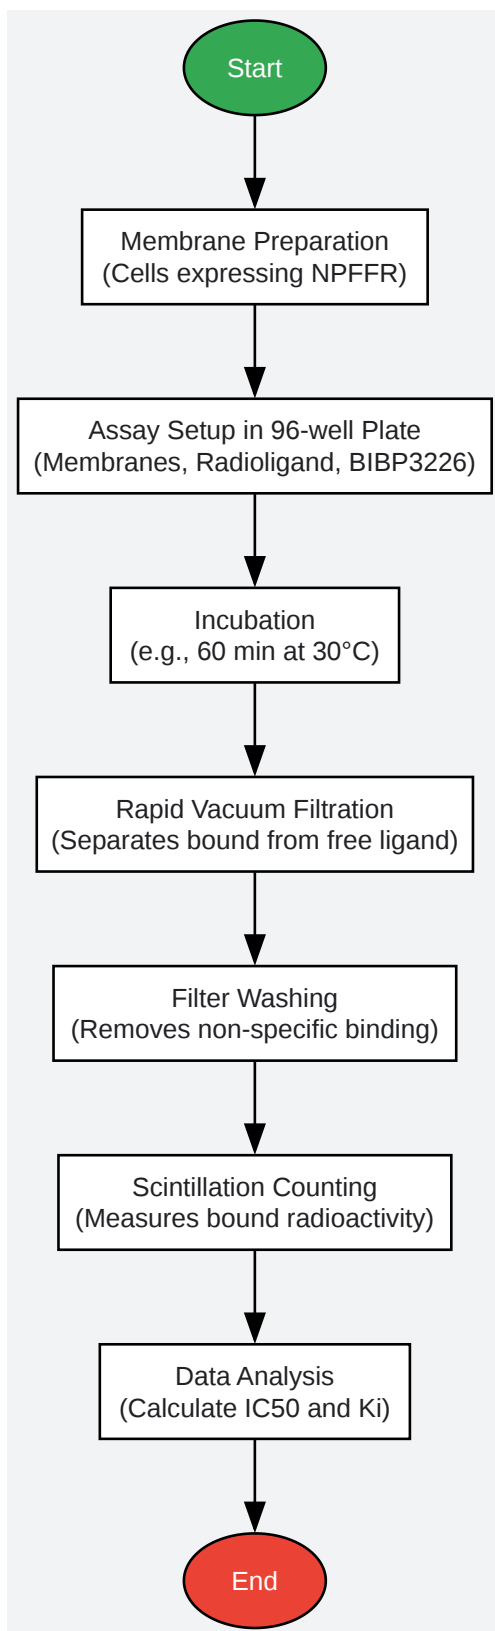 Start
Membrane Preparation
(Cells expressing NPFFR)
Assay Setup in 96-well Plate
(Membranes, Radioligand, BIBP3226)
Incubation
(e.g., 60 min at 30°C)
Rapid Vacuum Filtration
(Separates bound from free ligand)
Filter Washing
(Removes non-specific binding)
Scintillation Counting
(Measures bound radioactivity)
Data Analysis
(Calculate IC50 and Ki)
End